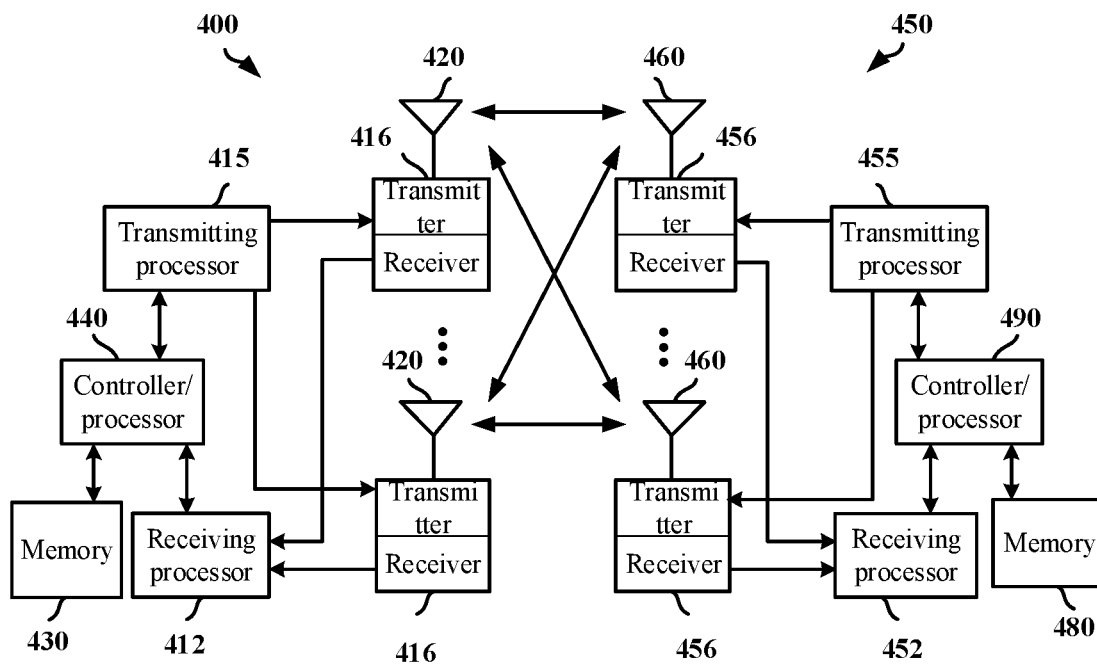 400
450
420
460
416
456
415
455
Transmit
ter
Receiver
Transmit
ter
Receiver
Transmitting
processor
Transmitting
processor
440
490
420
460
Controller/
processor
Controller/
processor
Transmi
tter
Receiver
Transmi
tter
Receiver
Memory
Receiving
processor
Receiving
processor
Memory
430
412
416
456
452
480